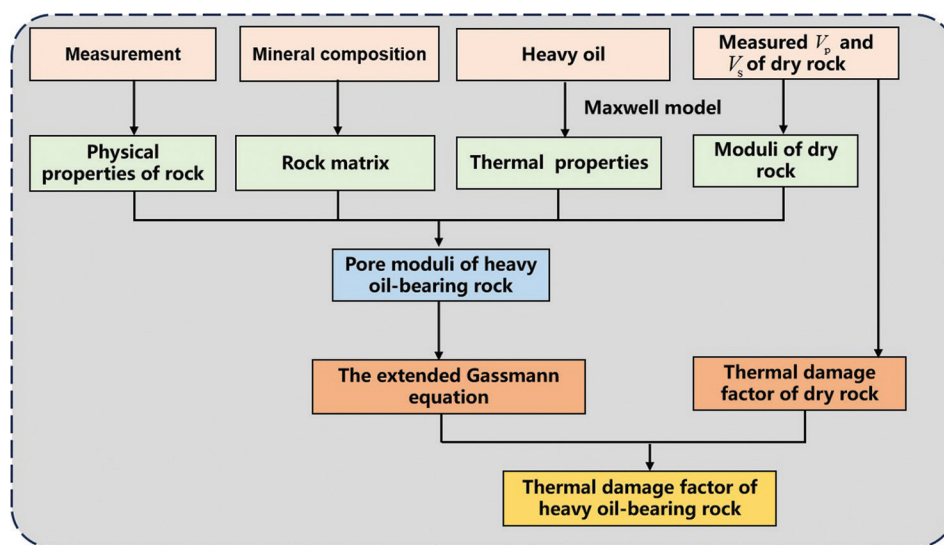 Measurement
Mineral composition
Heavy oil
Measured Vp and
Vs of dry rock
Maxwell model
Physical
properties of rock
Rock matrix
Thermal properties
Moduli of dry
rock
Pore moduli of heavy
oil-bearing rock
The extended Gassmann
equation
Thermal damage
factor of dry rock
Thermal damage factor of
heavy oil-bearing rock